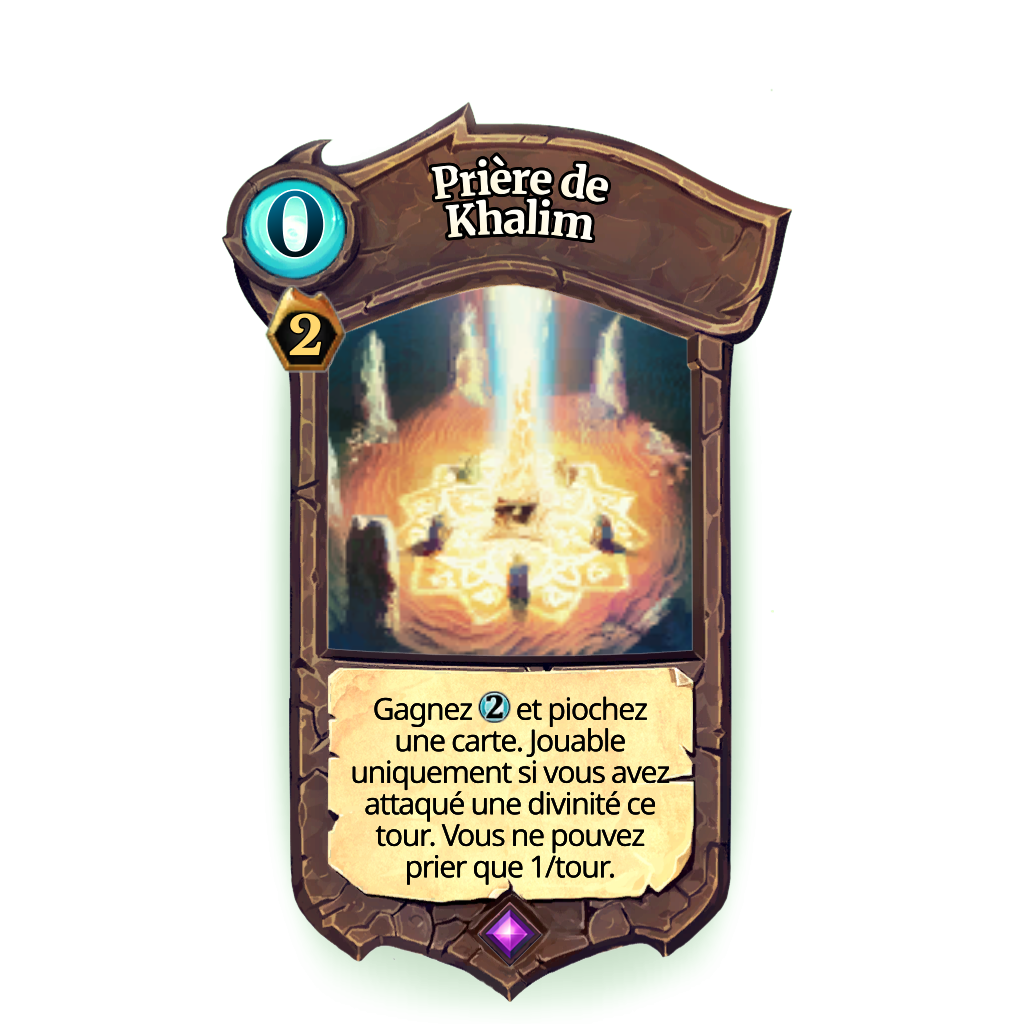 Prière de
Khalim
0
2
Gagnez 2 et piochez
une carte. Jouable
uniquement si vous avez
attaqué une divinité ce
tour. Vous ne pouvez
prier que 1/tour.